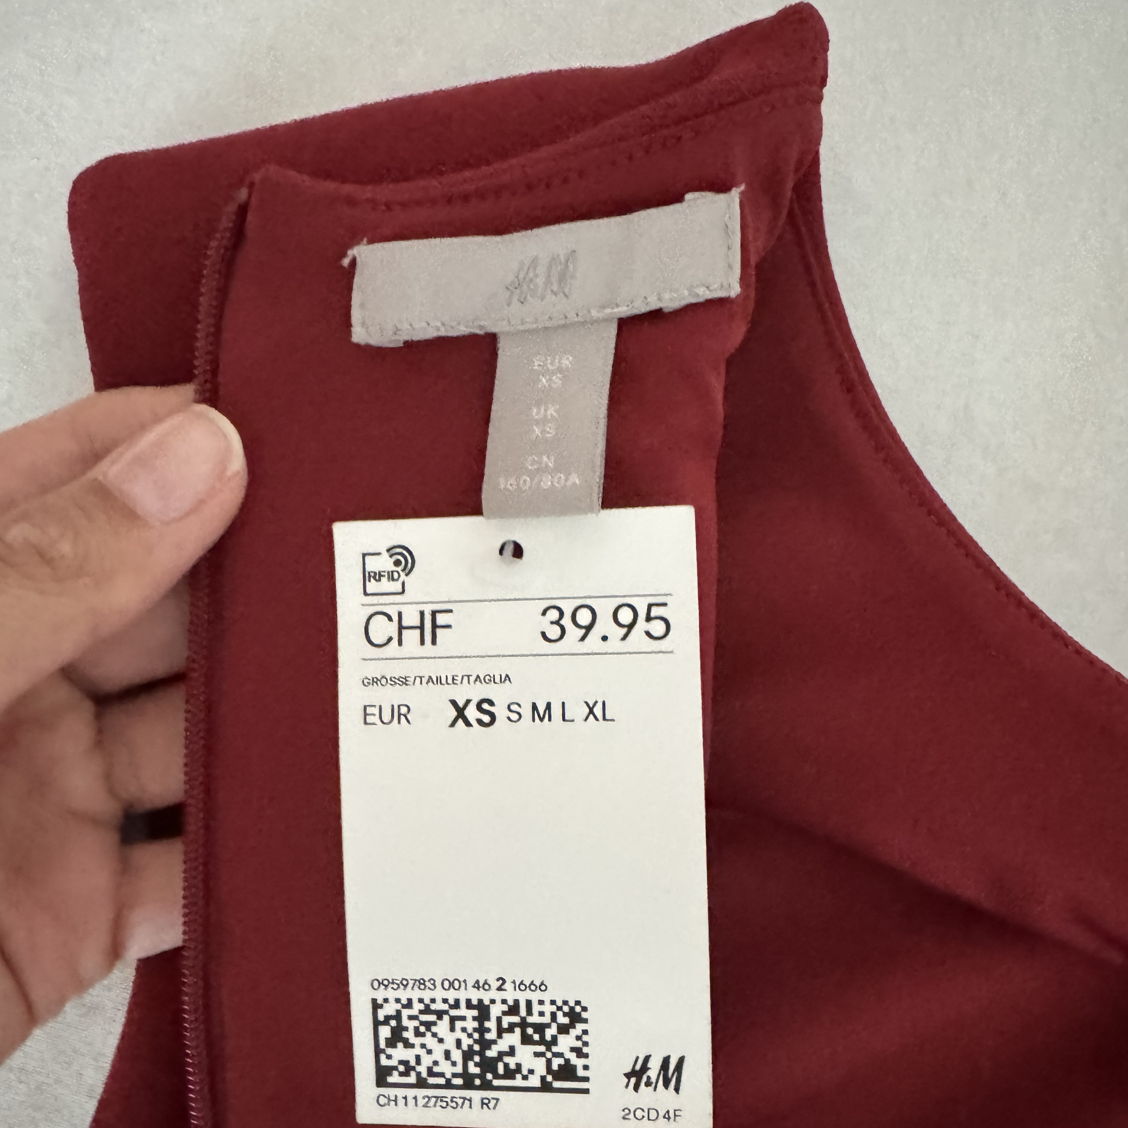 H&M
EUR
XS
UK
XS
CN
160/80A
RFID
CHF 39.95
GRÖSSE/TAILLE/TAGLIA
EUR XS S M L XL
0959783 001 46 2 1666
H&M
CH11275571 R7
2CD4F